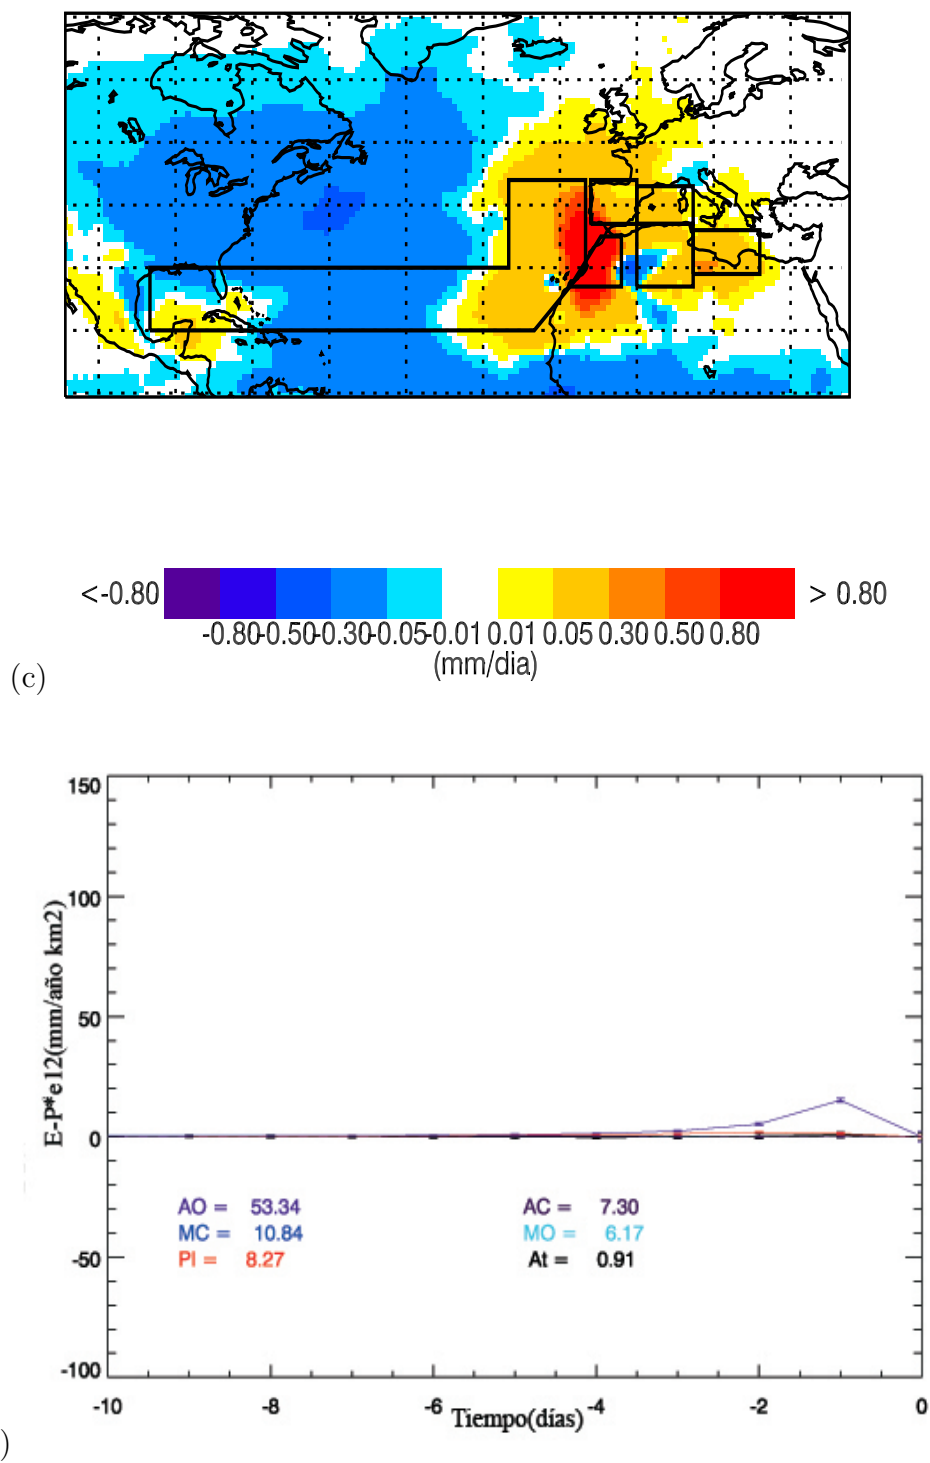 <-0.80
> 0.80
-0.80-0.50-0.30-0.05-0.01 0.01 0.05 0.30 0.50 0.80
(mm/dia)
(c)
150
100
50
0
-50
-100
E-P*e12(mm/año km2)
AO = 53.34
AC = 7.30
MC = 10.84
MO = 6.17
PI = 8.27
At = 0.91
-10 -8 -6 -4 -2 0
Tiempo(días)
)